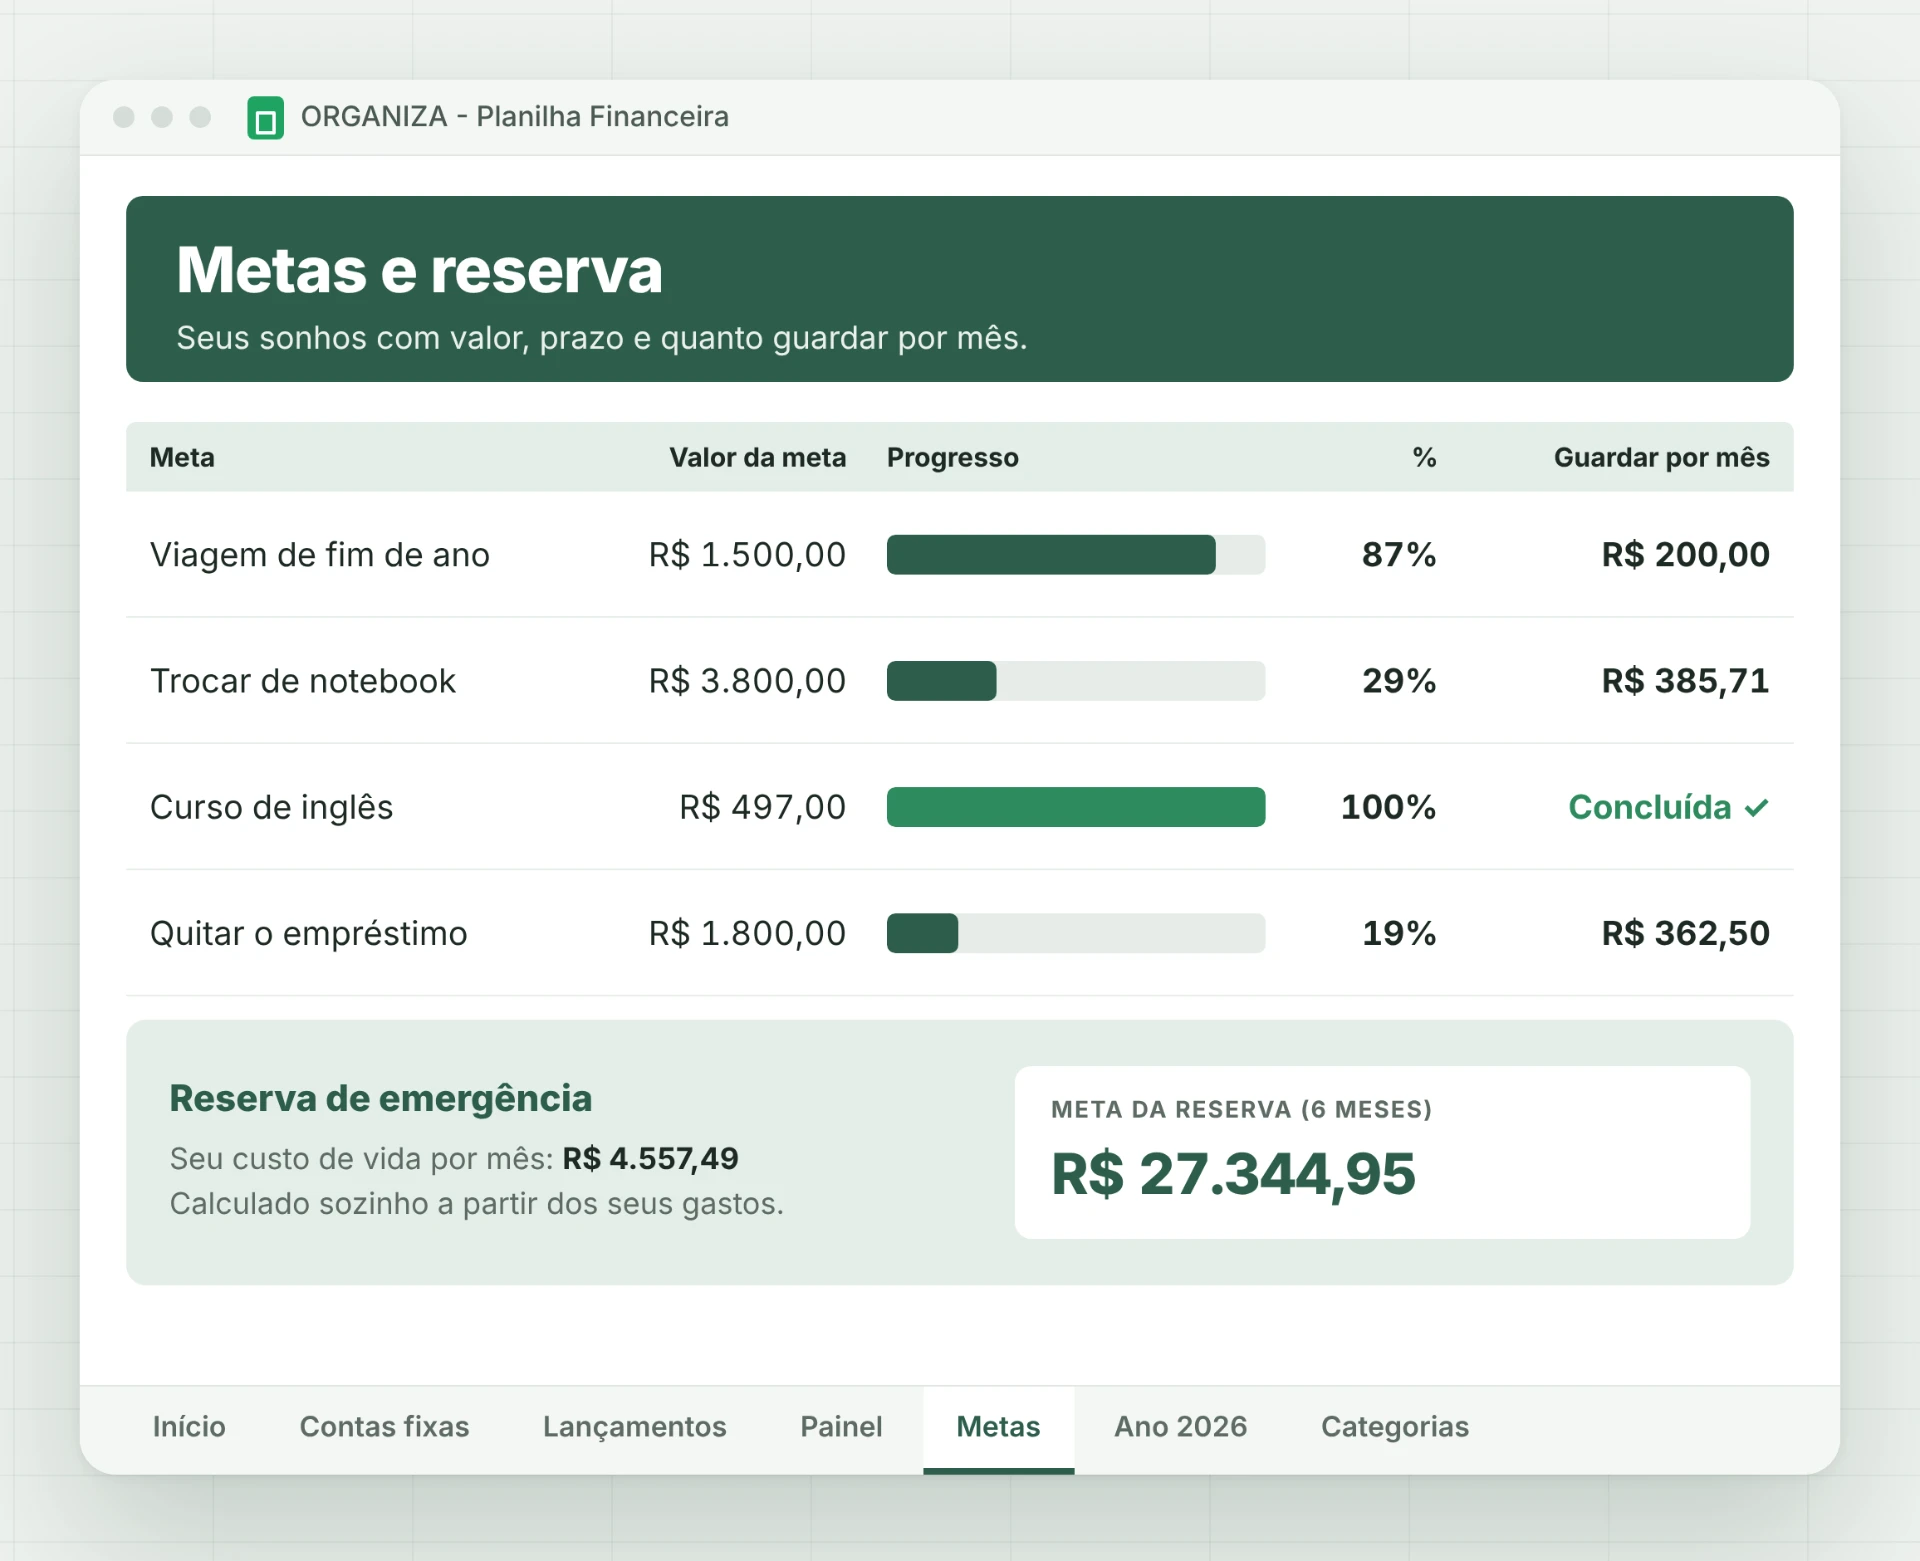 ORGANIZA - Planilha Financeira
Metas e reserva
Seus sonhos com valor, prazo e quanto guardar por mês.
Meta Valor da meta Progresso % Guardar por mês
Viagem de fim de ano R$ 1.500,00 87% R$ 200,00
Trocar de notebook R$ 3.800,00 29% R$ 385,71
Curso de inglês R$ 497,00 100% Concluída ✓
Quitar o empréstimo R$ 1.800,00 19% R$ 362,50
Reserva de emergência
Seu custo de vida por mês: R$ 4.557,49
Calculado sozinho a partir dos seus gastos.
META DA RESERVA (6 MESES)
R$ 27.344,95
Início Contas fixas Lançamentos Painel Metas Ano 2026 Categorias